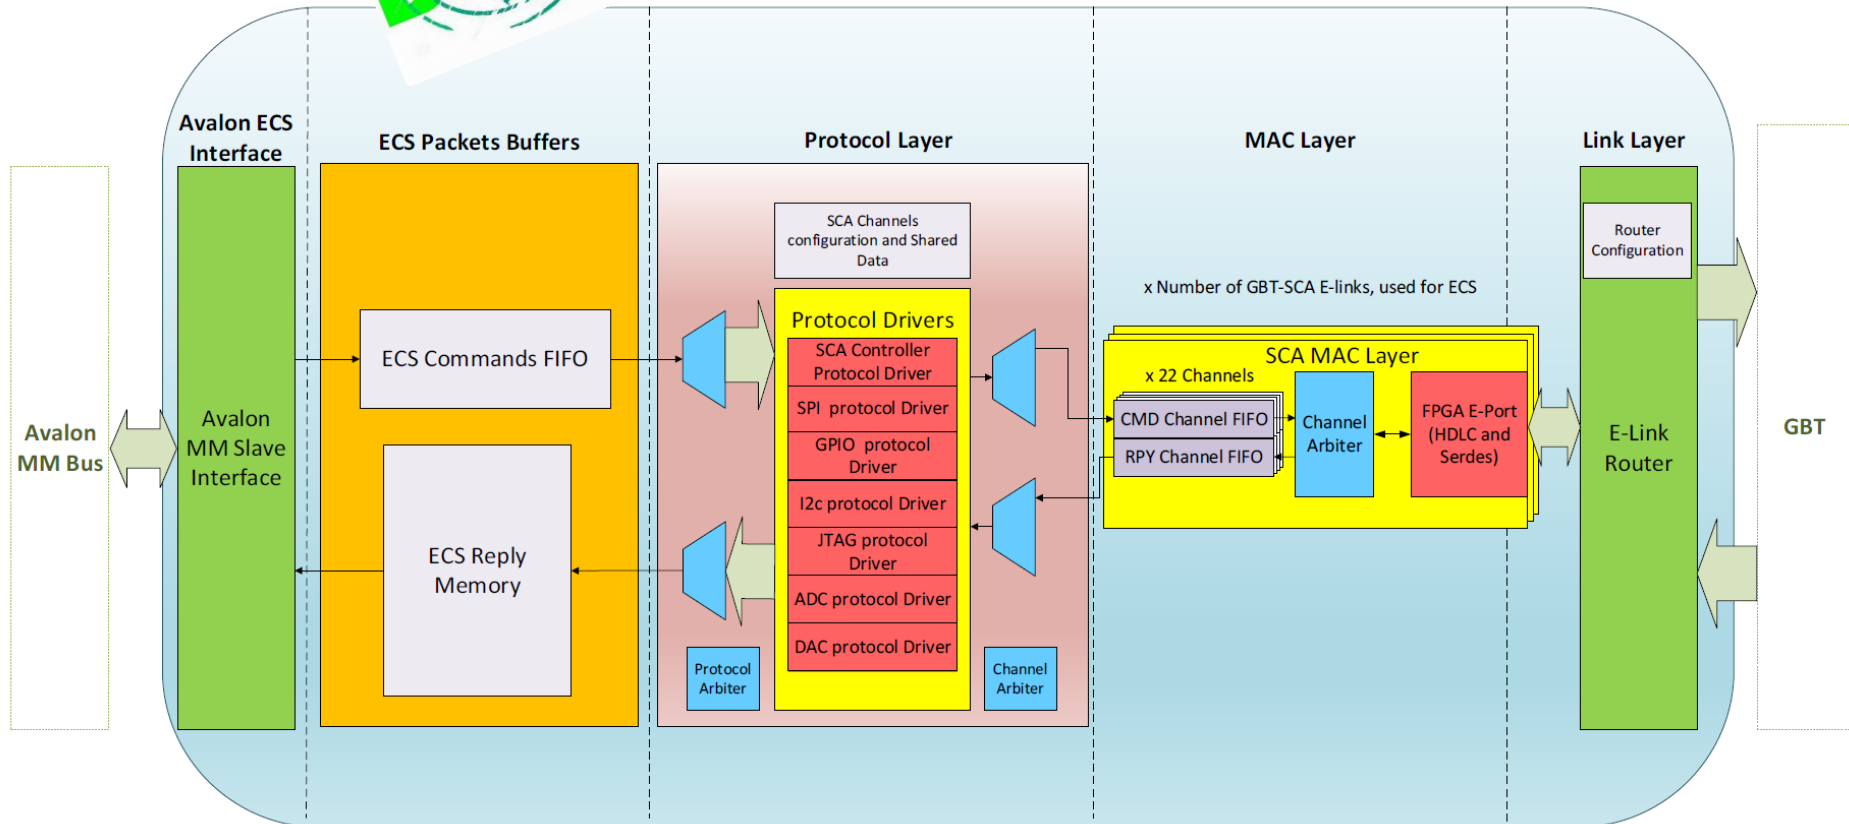 Avalon ECS
Interface
ECS Packets Buffers
Protocol Layer
MAC Layer
Link Layer
Avalon
MM Bus
Avalon
MM Slave
Interface
ECS Commands FIFO
ECS Reply
Memory
SCA Channels
configuration and Shared
Data
Protocol Drivers
SCA Controller
Protocol Driver
SPI protocol Driver
GPIO protocol
Driver
I2c protocol Driver
JTAG protocol
Driver
ADC protocol Driver
DAC protocol Driver
Protocol
Arbiter
Channel
Arbiter
x Number of GBT-SCA E-links, used for ECS
SCA MAC Layer
x 22 Channels
CMD Channel FIFO
RPY Channel FIFO
Channel
Arbiter
FPGA E-Port
(HDLC and
Serdes)
Router
Configuration
E-Link
Router
GBT